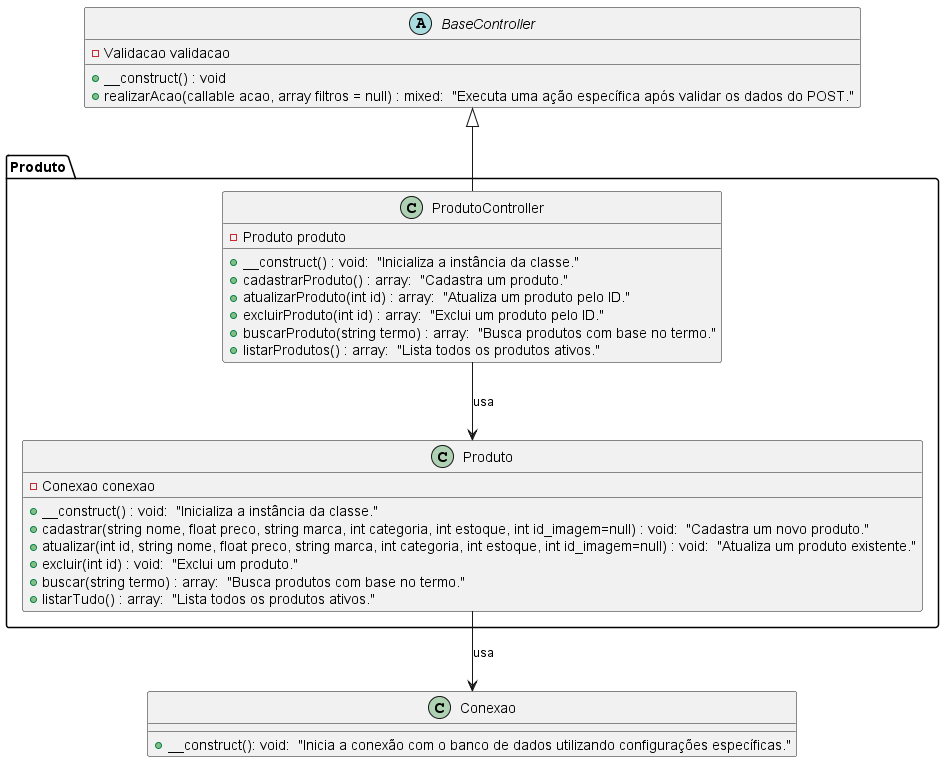 A BaseController
Validacao validacao
__construct() : void
realizarAcao(callable acao, array filtros = null) : mixed:  "Executa uma ação específica após validar os dados do POST."
Produto
C ProdutoController
Produto produto
__construct() : void:  "Inicializa a instância da classe."
cadastrarProduto() : array:  "Cadastra um produto."
atualizarProduto(int id) : array:  "Atualiza um produto pelo ID."
excluirProduto(int id) : array:  "Exclui um produto pelo ID."
buscarProduto(string termo) : array:  "Busca produtos com base no termo."
listarProdutos() : array:  "Lista todos os produtos ativos."
usa
C Produto
Conexao conexao
__construct() : void:  "Inicializa a instância da classe."
cadastrar(string nome, float preco, string marca, int categoria, int estoque, int id_imagem=null) : void:  "Cadastra um novo produto."
atualizar(int id, string nome, float preco, string marca, int categoria, int estoque, int id_imagem=null) : void:  "Atualiza um produto existente."
excluir(int id) : void:  "Exclui um produto."
buscar(string termo) : array:  "Busca produtos com base no termo."
listarTudo() : array:  "Lista todos os produtos ativos."
usa
C Conexao
__construct(): void:  "Inicia a conexão com o banco de dados utilizando configurações específicas."